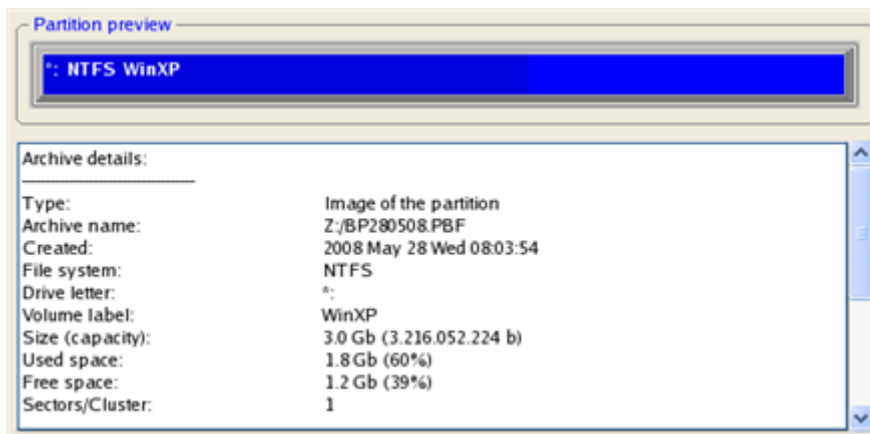 Partition preview
*: NTFS WinXP
Archive details:
Type: Image of the partition
Archive name: Z:/BP280508.PBF
Created: 2008 May 28 Wed 08:03:54
File system: NTFS
Drive letter: *:
Volume label: WinXP
Size (capacity): 3.0 Gb (3.216.052.224 b)
Used space: 1.8 Gb (60%)
Free space: 1.2 Gb (39%)
Sectors/Cluster: 1